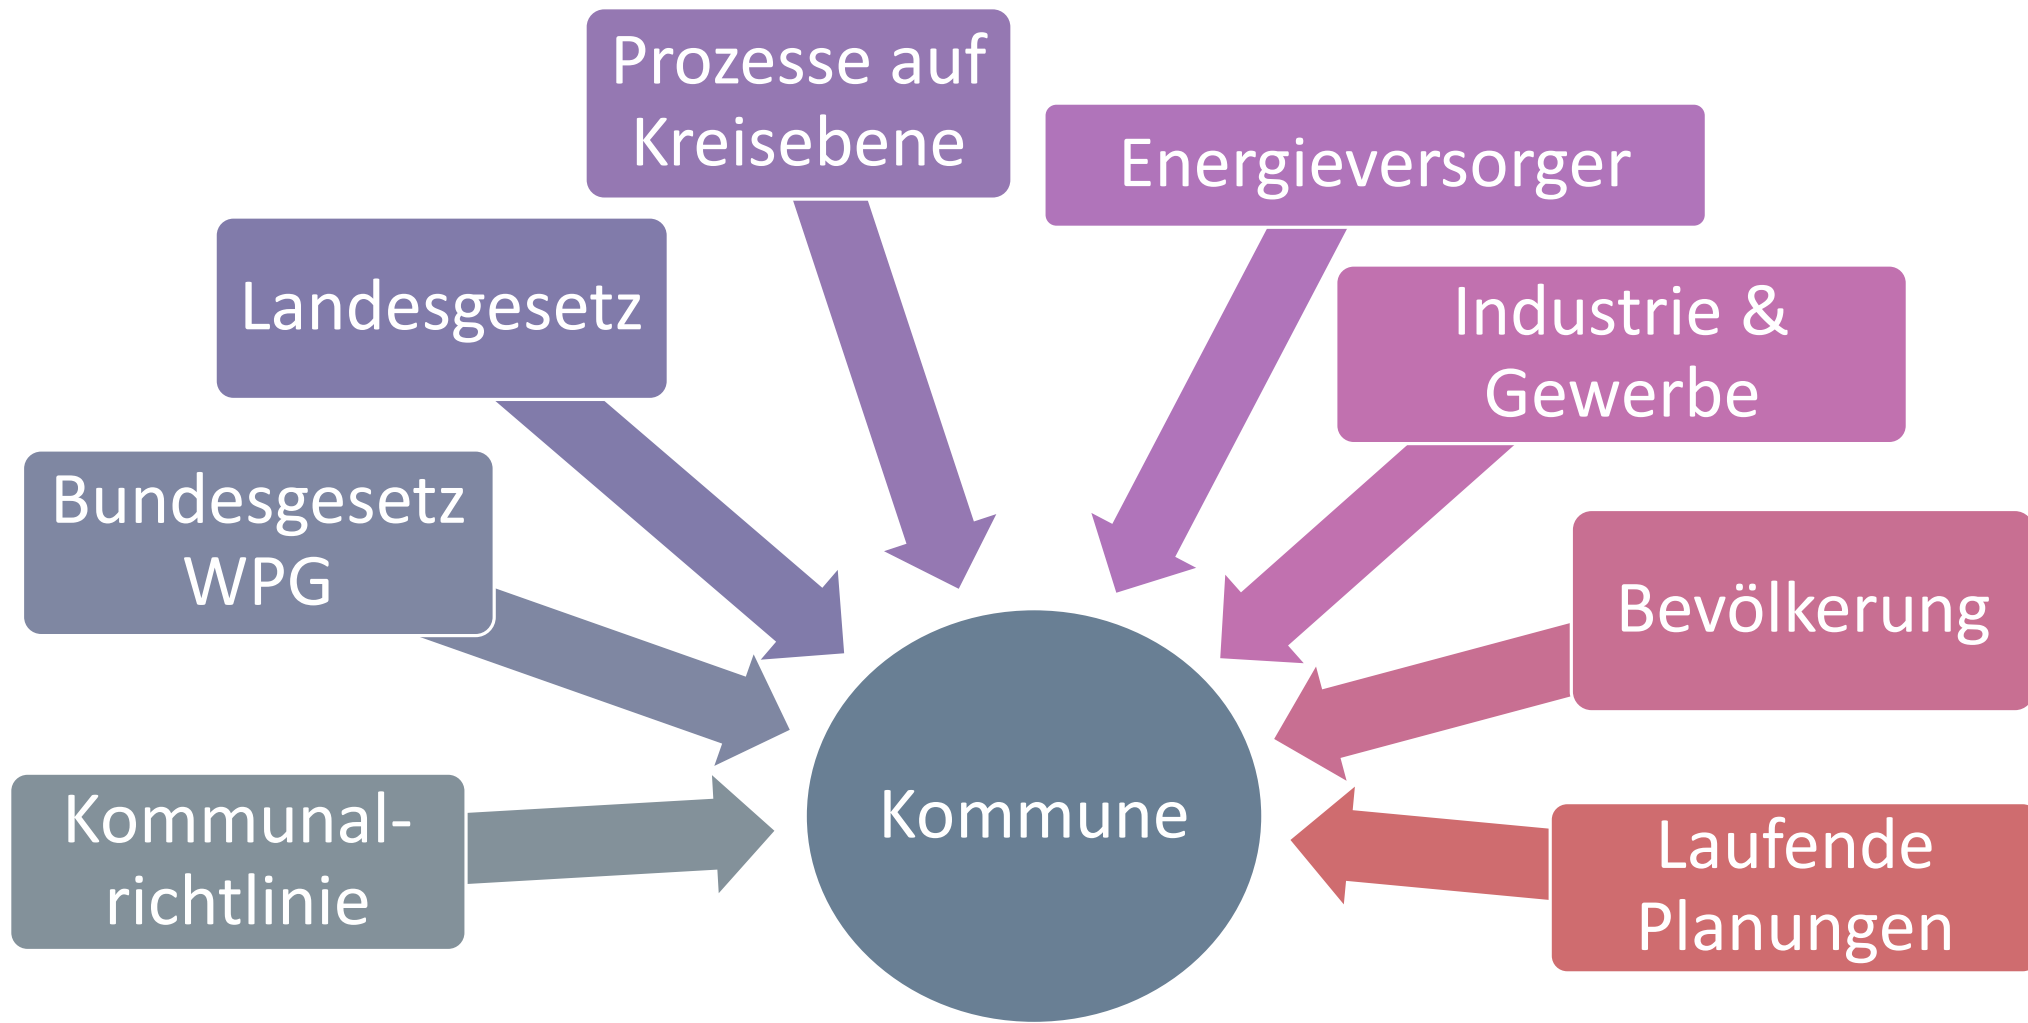 Prozesse auf
Kreisebene
Energieversorger
Landesgesetz
Industrie &
Gewerbe
Bundesgesetz
WPG
Bevölkerung
Kommunal-
richtlinie
Kommune
Laufende
Planungen